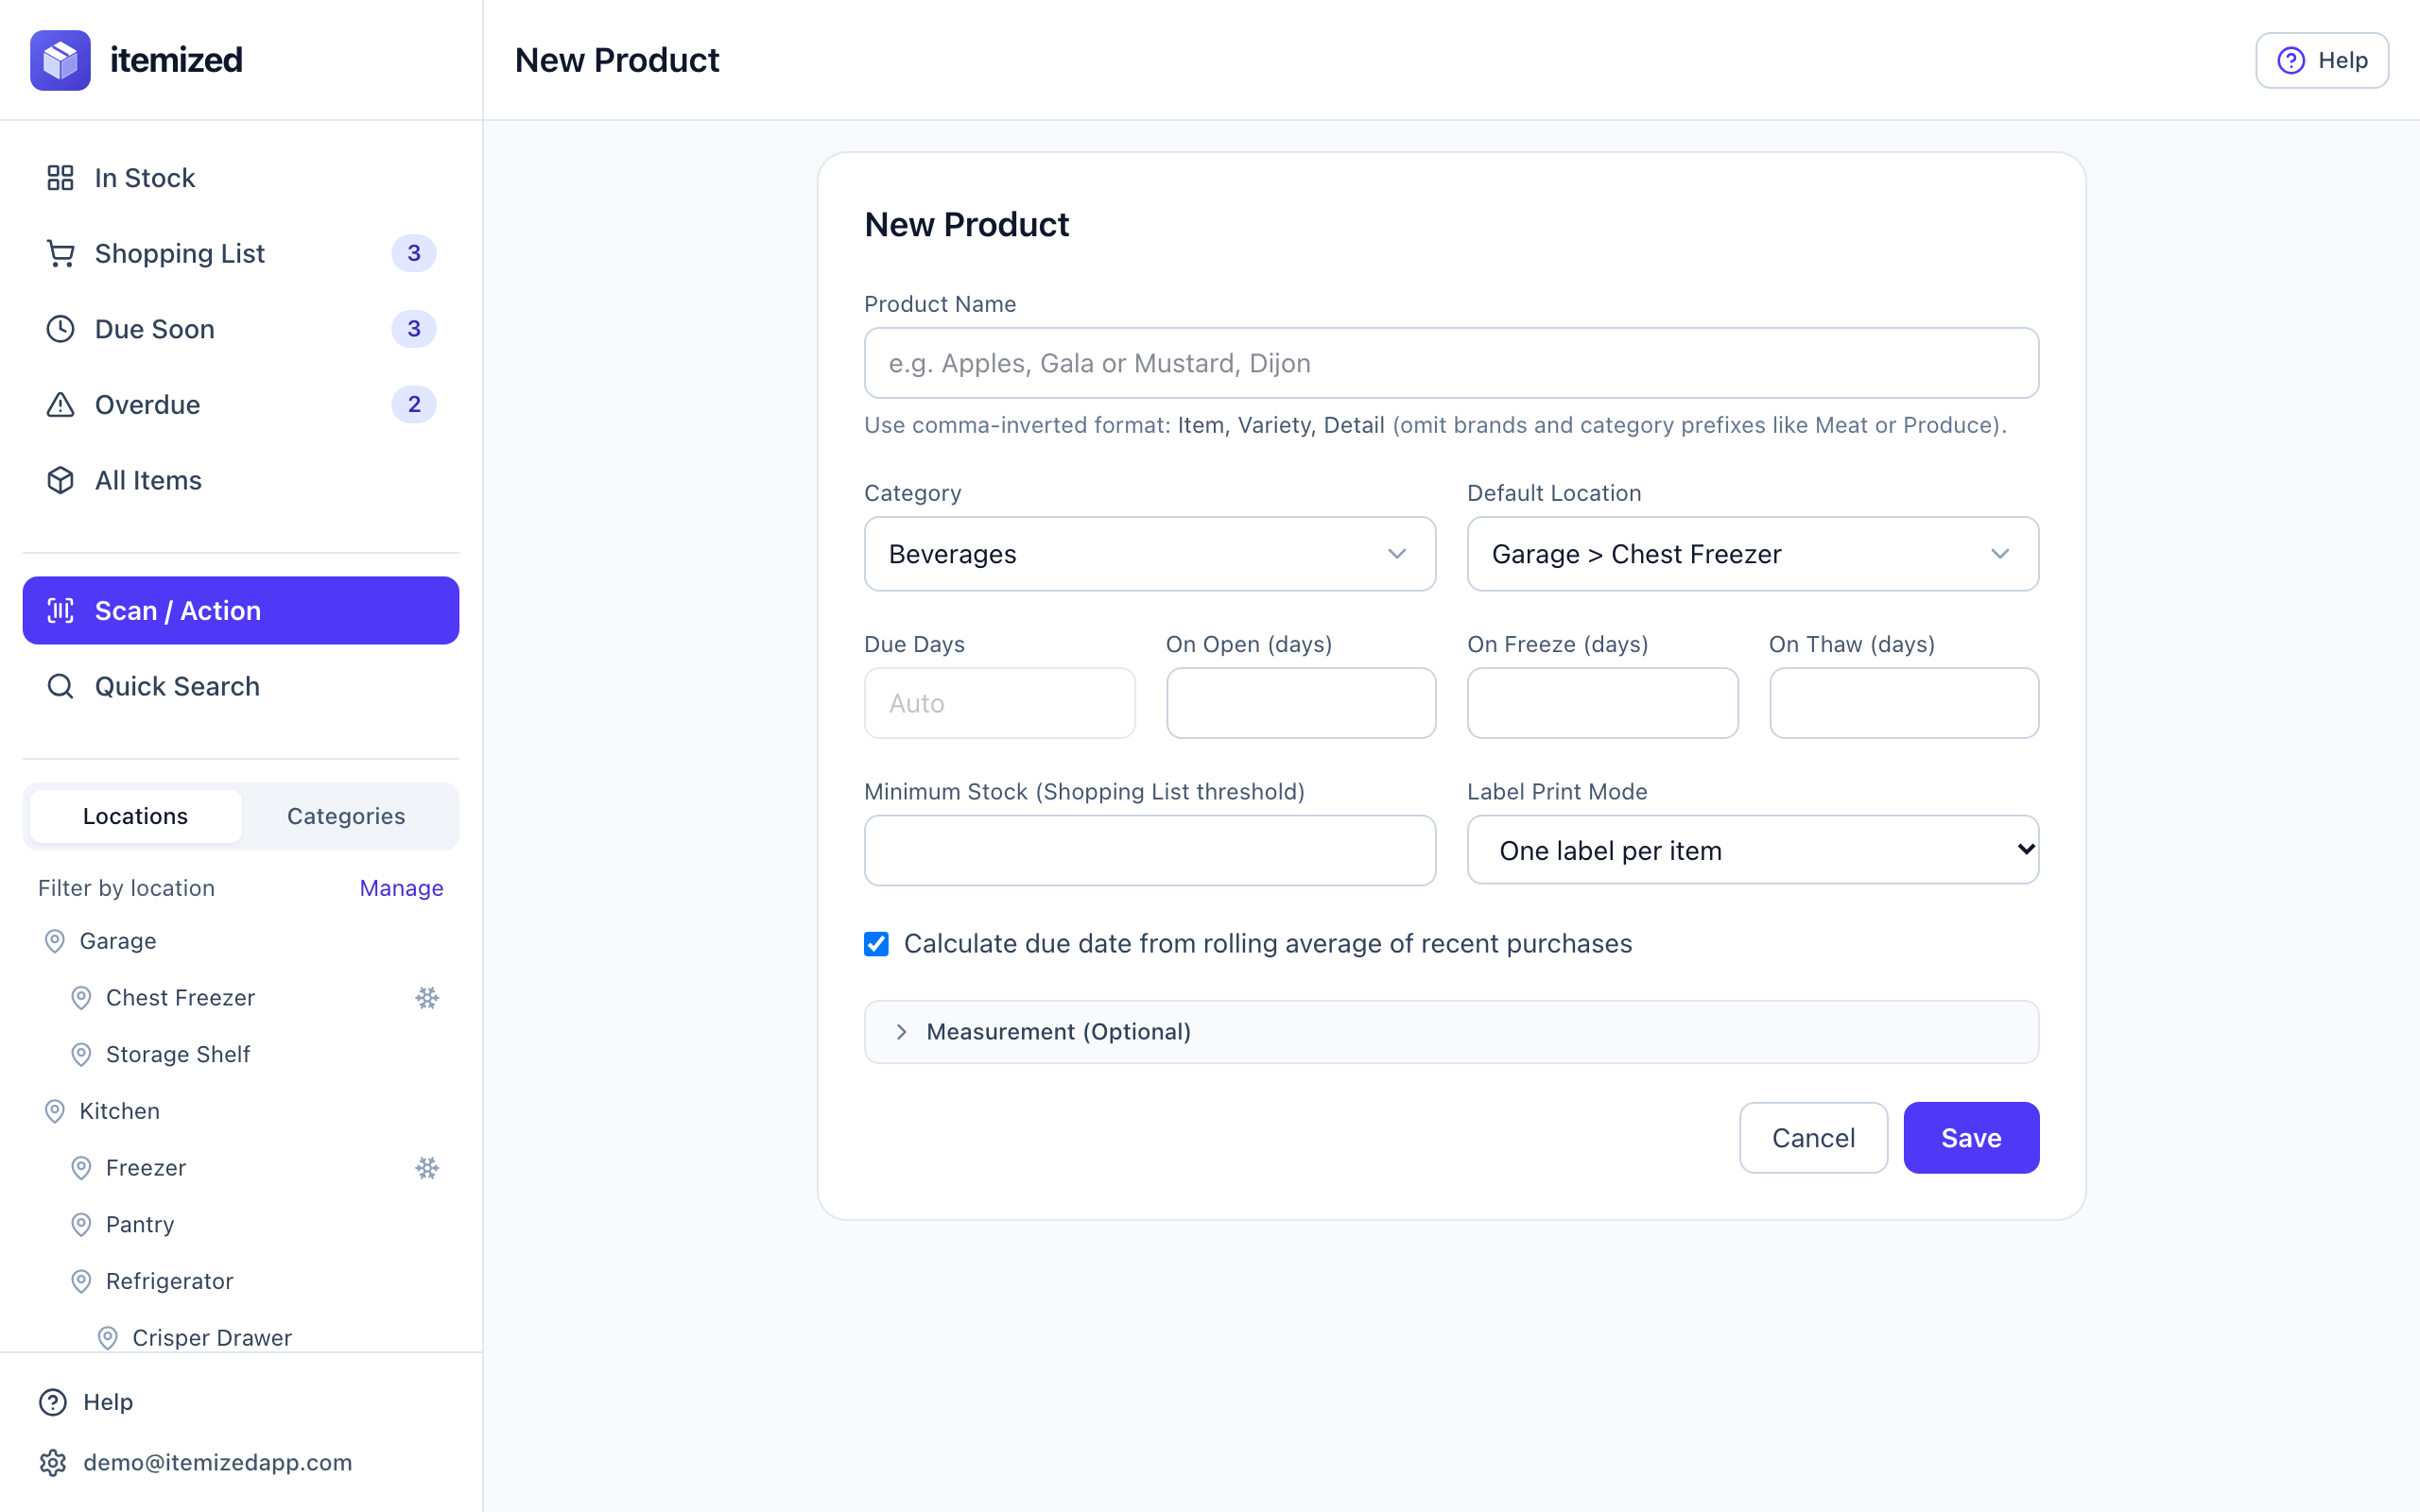 itemized
New Product
Help
In Stock
Shopping List 3
Due Soon 3
Overdue 2
All Items
Scan / Action
Quick Search
Locations Categories
Filter by location Manage
Garage
Chest Freezer
Storage Shelf
Kitchen
Freezer
Pantry
Refrigerator
Crisper Drawer
Help
demo@itemizedapp.com
New Product
Product Name
e.g. Apples, Gala or Mustard, Dijon
Use comma-inverted format: Item, Variety, Detail (omit brands and category prefixes like Meat or Produce).
Category Default Location
Beverages Garage > Chest Freezer
Due Days On Open (days) On Freeze (days) On Thaw (days)
Auto
Minimum Stock (Shopping List threshold) Label Print Mode
One label per item
Calculate due date from rolling average of recent purchases
Measurement (Optional)
Cancel Save